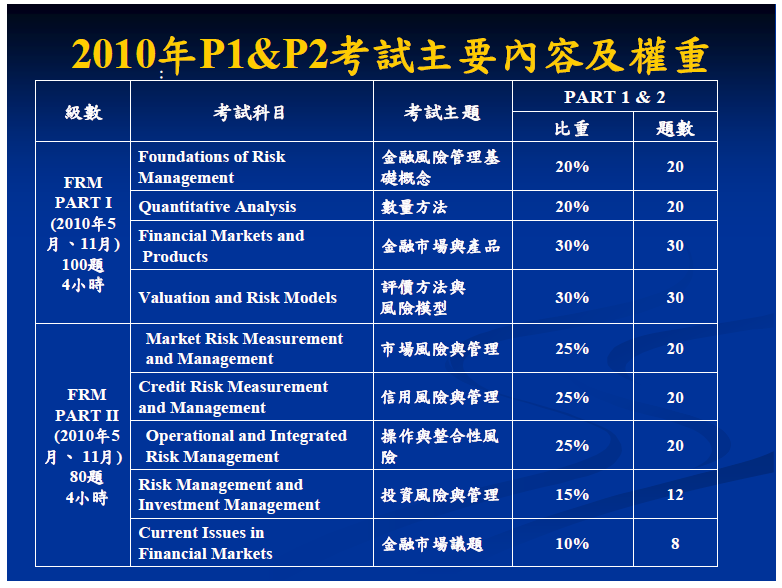 2010年P1&P2考試主要內容及權重
:
級數
考試科目
考試主題
PART 1 & 2
比重
題數
FRM
PART I
(2010年5
月、11月)
100題
4小時
Foundations of Risk
Management
金融風險管理基
礎概念
20%
20
Quantitative Analysis
數量方法
20%
20
Financial Markets and
Products
金融市場與產品
30%
30
Valuation and Risk Models
評價方法與
風險模型
30%
30
FRM
PART II
(2010年5
月、 11月)
80題
4小時
Market Risk Measurement
and Management
市場風險與管理
25%
20
Credit Risk Measurement
and Management
信用風險與管理
25%
20
Operational and Integrated
Risk Management
操作與整合性風
險
25%
20
Risk Management and
Investment Management
投資風險與管理
15%
12
Current Issues in
Financial Markets
金融市場議題
10%
8